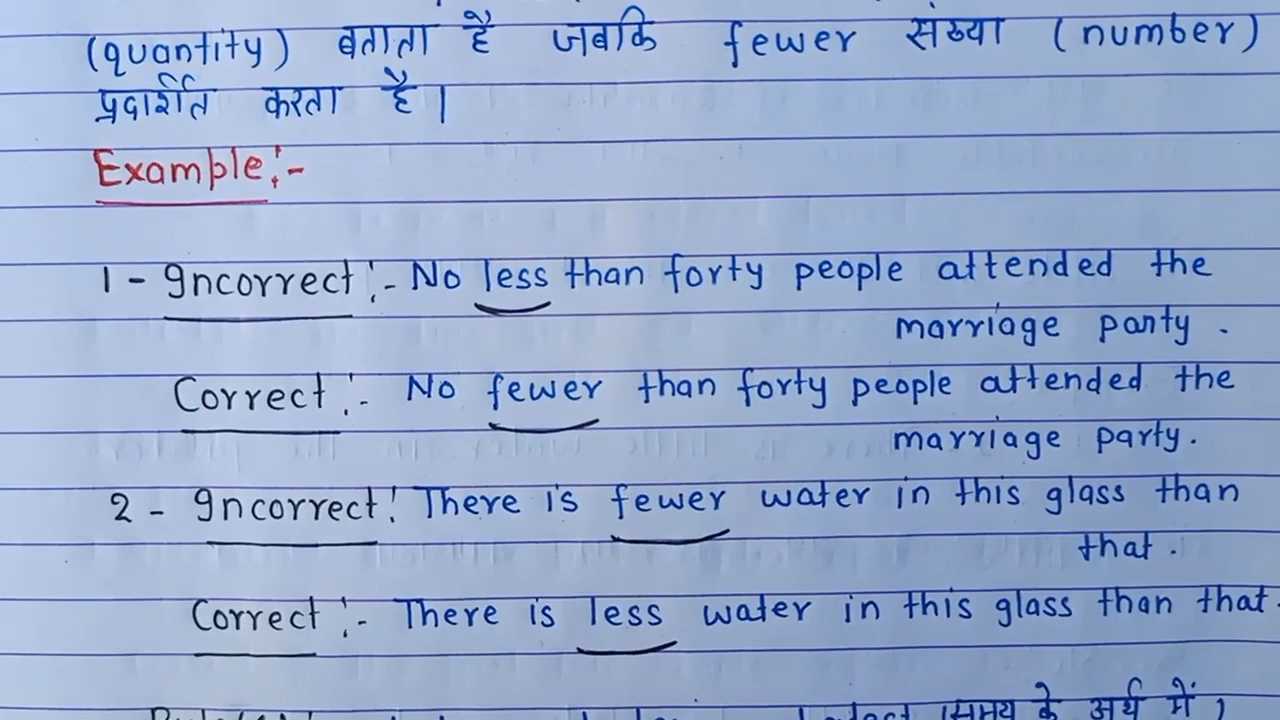 (quantity) बताता है जबकि fewer संख्या (number)
प्रदर्शित करता है।
Example:-
1 - Incorrect:- No less than forty people attended the
marriage party.
Correct:- No fewer than forty people attended the
marriage party.
2 - Incorrect: There is fewer water in this glass than
that.
Correct:- There is less water in this glass than that.
(समय के अर्थ में)